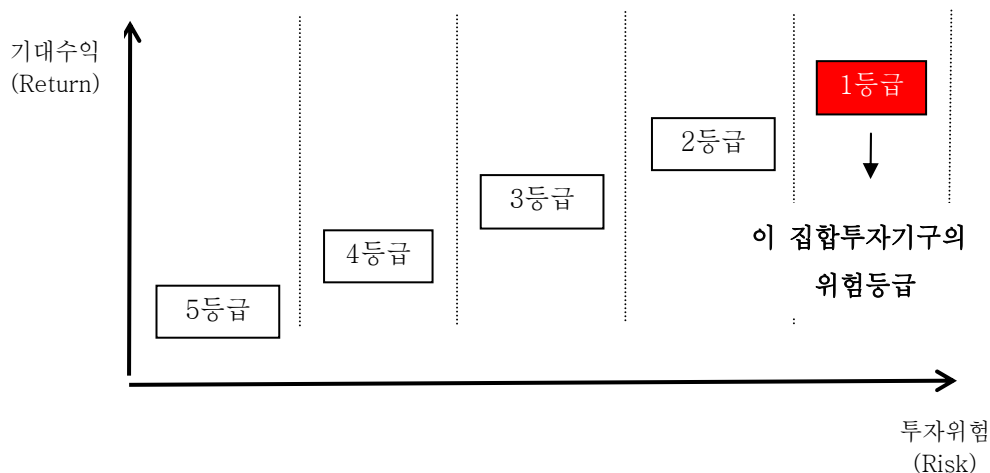 기대수익
(Return)
1등급
2등급
3등급
4등급
5등급
이 집합투자기구의
위험등급
투자위험
(Risk)